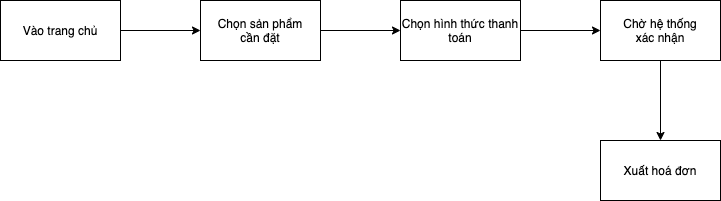 Vào trang chủ
Chọn sản phẩm
cần đặt
Chọn hình thức thanh
toán
Chờ hệ thống
xác nhận
Xuất hoá đơn